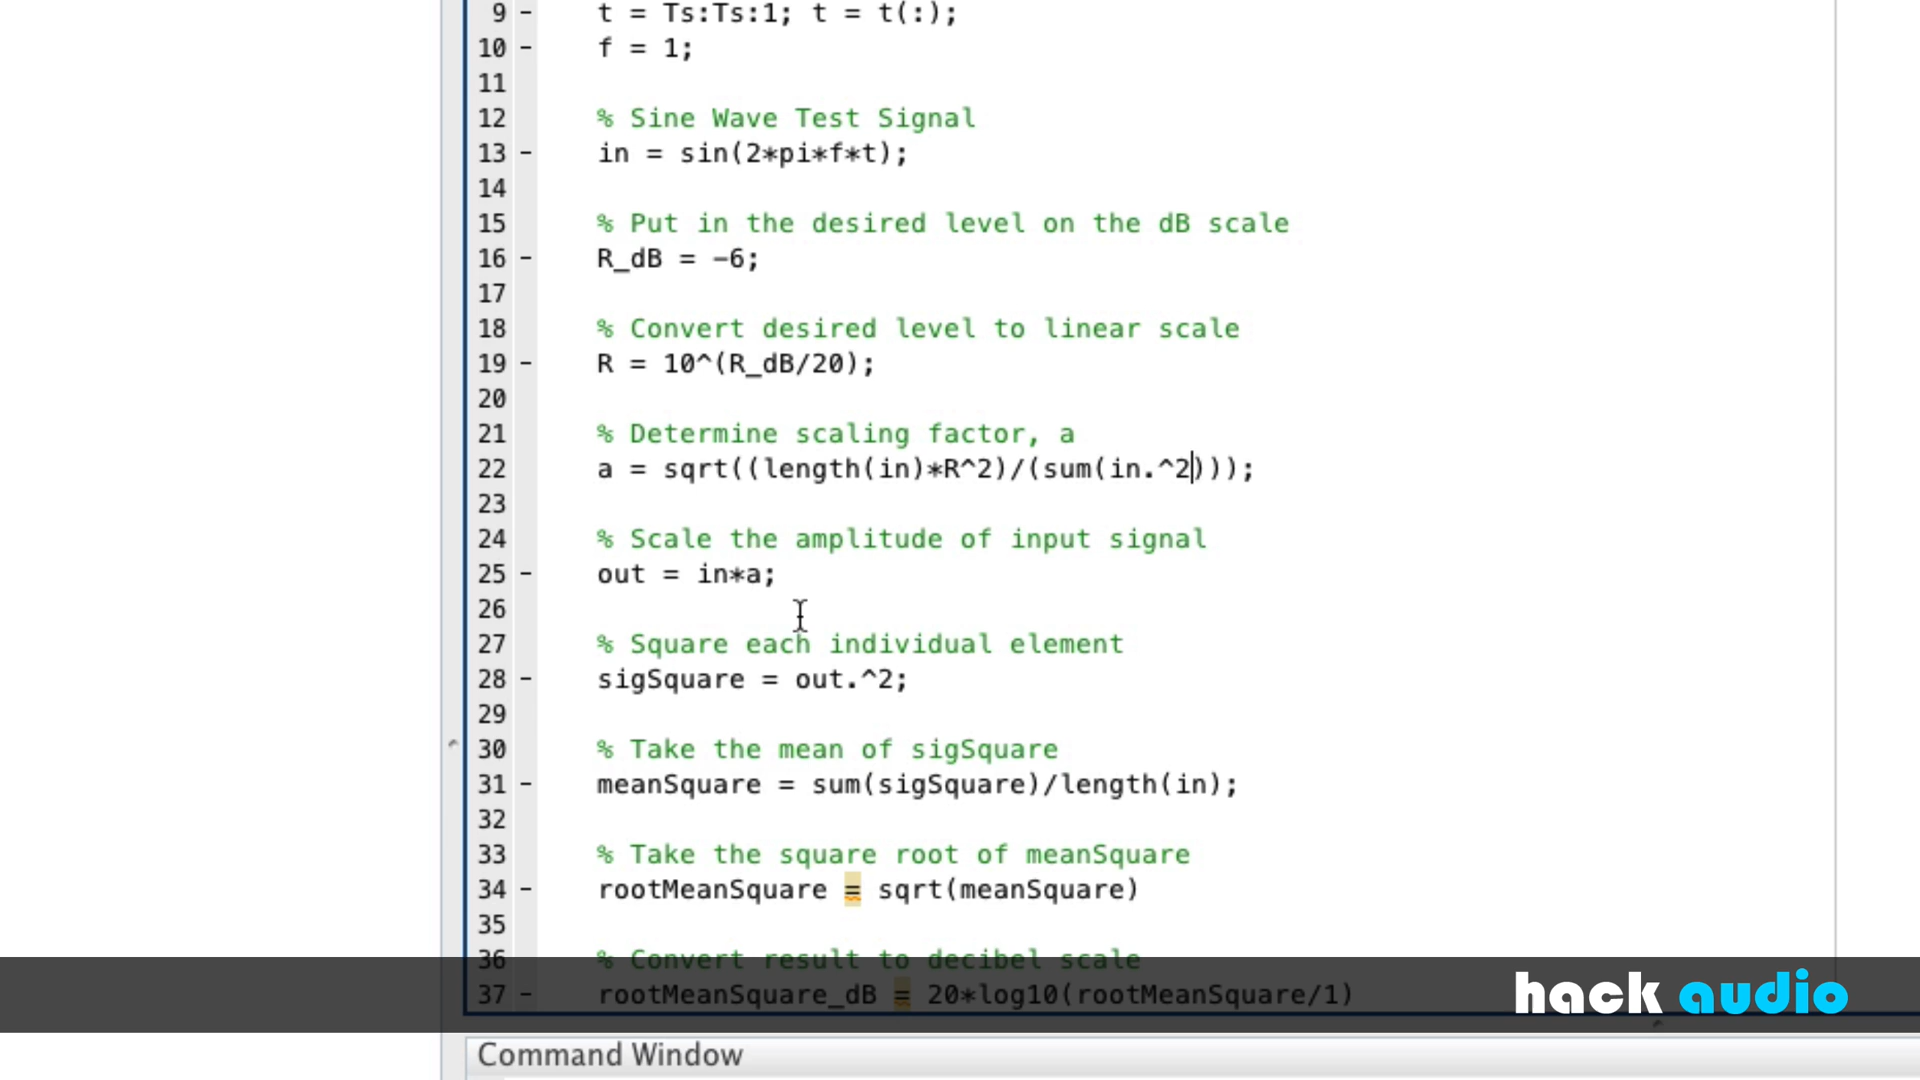 9 - t = Ts:Ts:1; t = t(:);
10 - f = 1;
11
12 % Sine Wave Test Signal
13 - in = sin(2*pi*f*t);
14
15 % Put in the desired level on the dB scale
16 - R_dB = -6;
17
18 % Convert desired level to linear scale
19 - R = 10^(R_dB/20);
20
21 % Determine scaling factor, a
22 - a = sqrt((length(in)*R^2)/(sum(in.^2)));
23
24 % Scale the amplitude of input signal
25 - out = in*a;
26
27 % Square each individual element
28 - sigSquare = out.^2;
29
30 % Take the mean of sigSquare
31 - meanSquare = sum(sigSquare)/length(in);
32
33 % Take the square root of meanSquare
34 - rootMeanSquare = sqrt(meanSquare)
35
36 % Convert result to decibel scale
37 - rootMeanSquare_dB = 20*log10(rootMeanSquare/1)
hack audio
Command Window